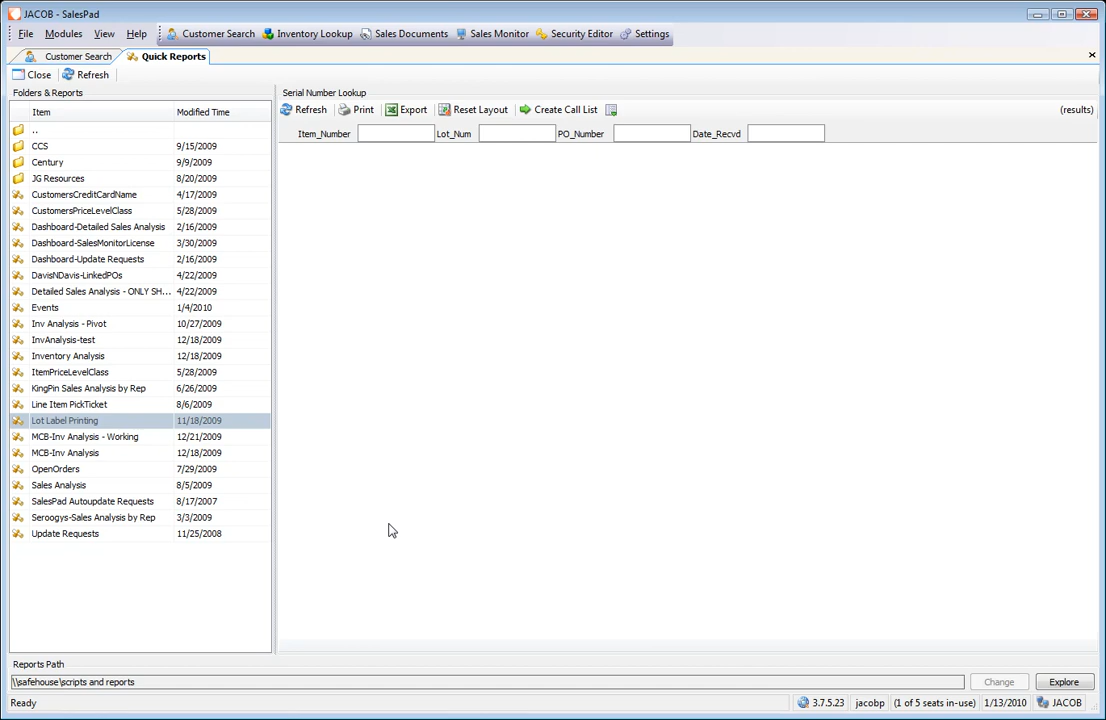 JACOB - SalesPad
File Modules View Help Customer Search Inventory Lookup Sales Documents Sales Monitor Security Editor Settings
Customer Search Quick Reports
Close Refresh
Folders & Reports
Item Modified Time
..
CCS 9/15/2009
Century 9/9/2009
JG Resources 8/20/2009
CustomersCreditCardName 4/17/2009
CustomersPriceLevelClass 5/28/2009
Dashboard-Detailed Sales Analysis 2/16/2009
Dashboard-SalesMonitorLicense 3/30/2009
Dashboard-Update Requests 2/16/2009
DavisNDavis-LinkedPOs 4/22/2009
Detailed Sales Analysis - ONLY SH... 4/22/2009
Events 1/4/2010
Inv Analysis - Pivot 10/27/2009
InvAnalysis-test 12/18/2009
Inventory Analysis 12/18/2009
ItemPriceLevelClass 5/28/2009
KingPin Sales Analysis by Rep 6/26/2009
Line Item PickTicket 8/6/2009
Lot Label Printing 11/18/2009
MCB-Inv Analysis - Working 12/21/2009
MCB-Inv Analysis 12/18/2009
OpenOrders 7/29/2009
Sales Analysis 8/5/2009
SalesPad Autoupdate Requests 8/17/2007
Seroogys-Sales Analysis by Rep 3/3/2009
Update Requests 11/25/2008
Serial Number Lookup
Refresh Print Export Reset Layout Create Call List (results)
Item_Number Lot_Num PO_Number Date_Recvd
Reports Path
\\safehouse\scripts and reports Change Explore
Ready 3.7.5.23 jacobp (1 of 5 seats in-use) 1/13/2010 JACOB